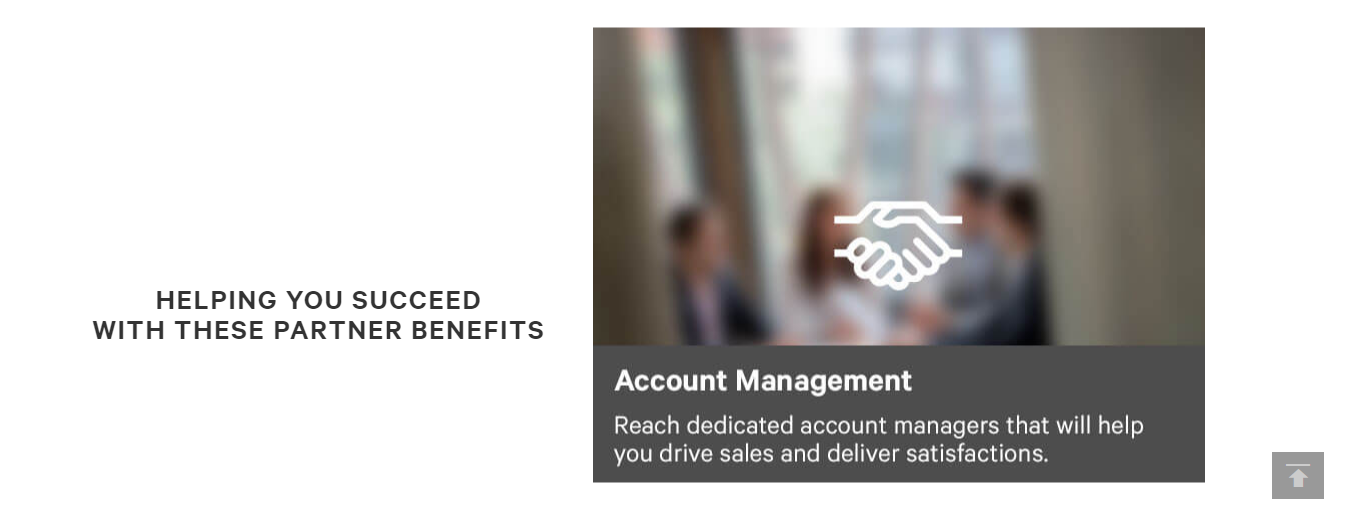 HELPING YOU SUCCEED
WITH THESE PARTNER BENEFITS
Account Management
Reach dedicated account managers that will help
you drive sales and deliver satisfactions.